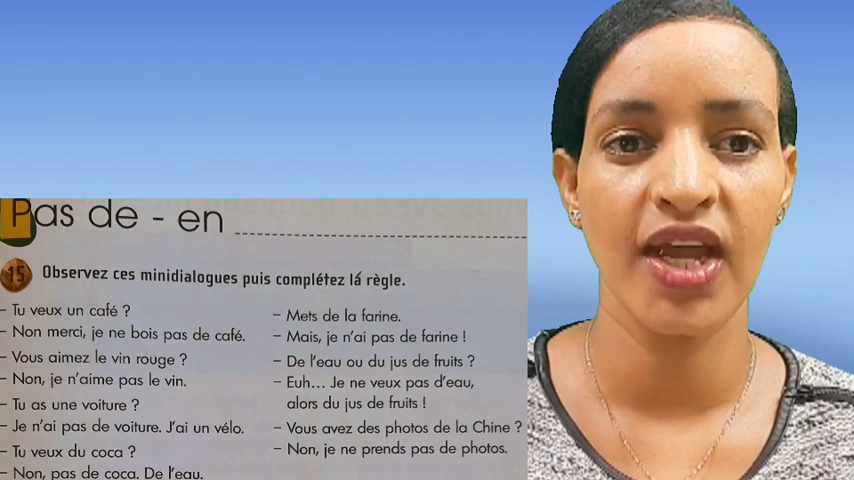 Pas de - en
15 Observez ces minidialogues puis complétez la règle.
– Tu veux un café ?
– Non merci, je ne bois pas de café.
– Vous aimez le vin rouge ?
– Non, je n'aime pas le vin.
– Tu as une voiture ?
– Je n'ai pas de voiture. J'ai un vélo.
– Tu veux du coca ?
– Non, pas de coca. De l'eau.
– Mets de la farine.
– Mais, je n'ai pas de farine !
– De l'eau ou du jus de fruits ?
– Euh... Je ne veux pas d'eau,
alors du jus de fruits !
– Vous avez des photos de la Chine ?
– Non, je ne prends pas de photos.